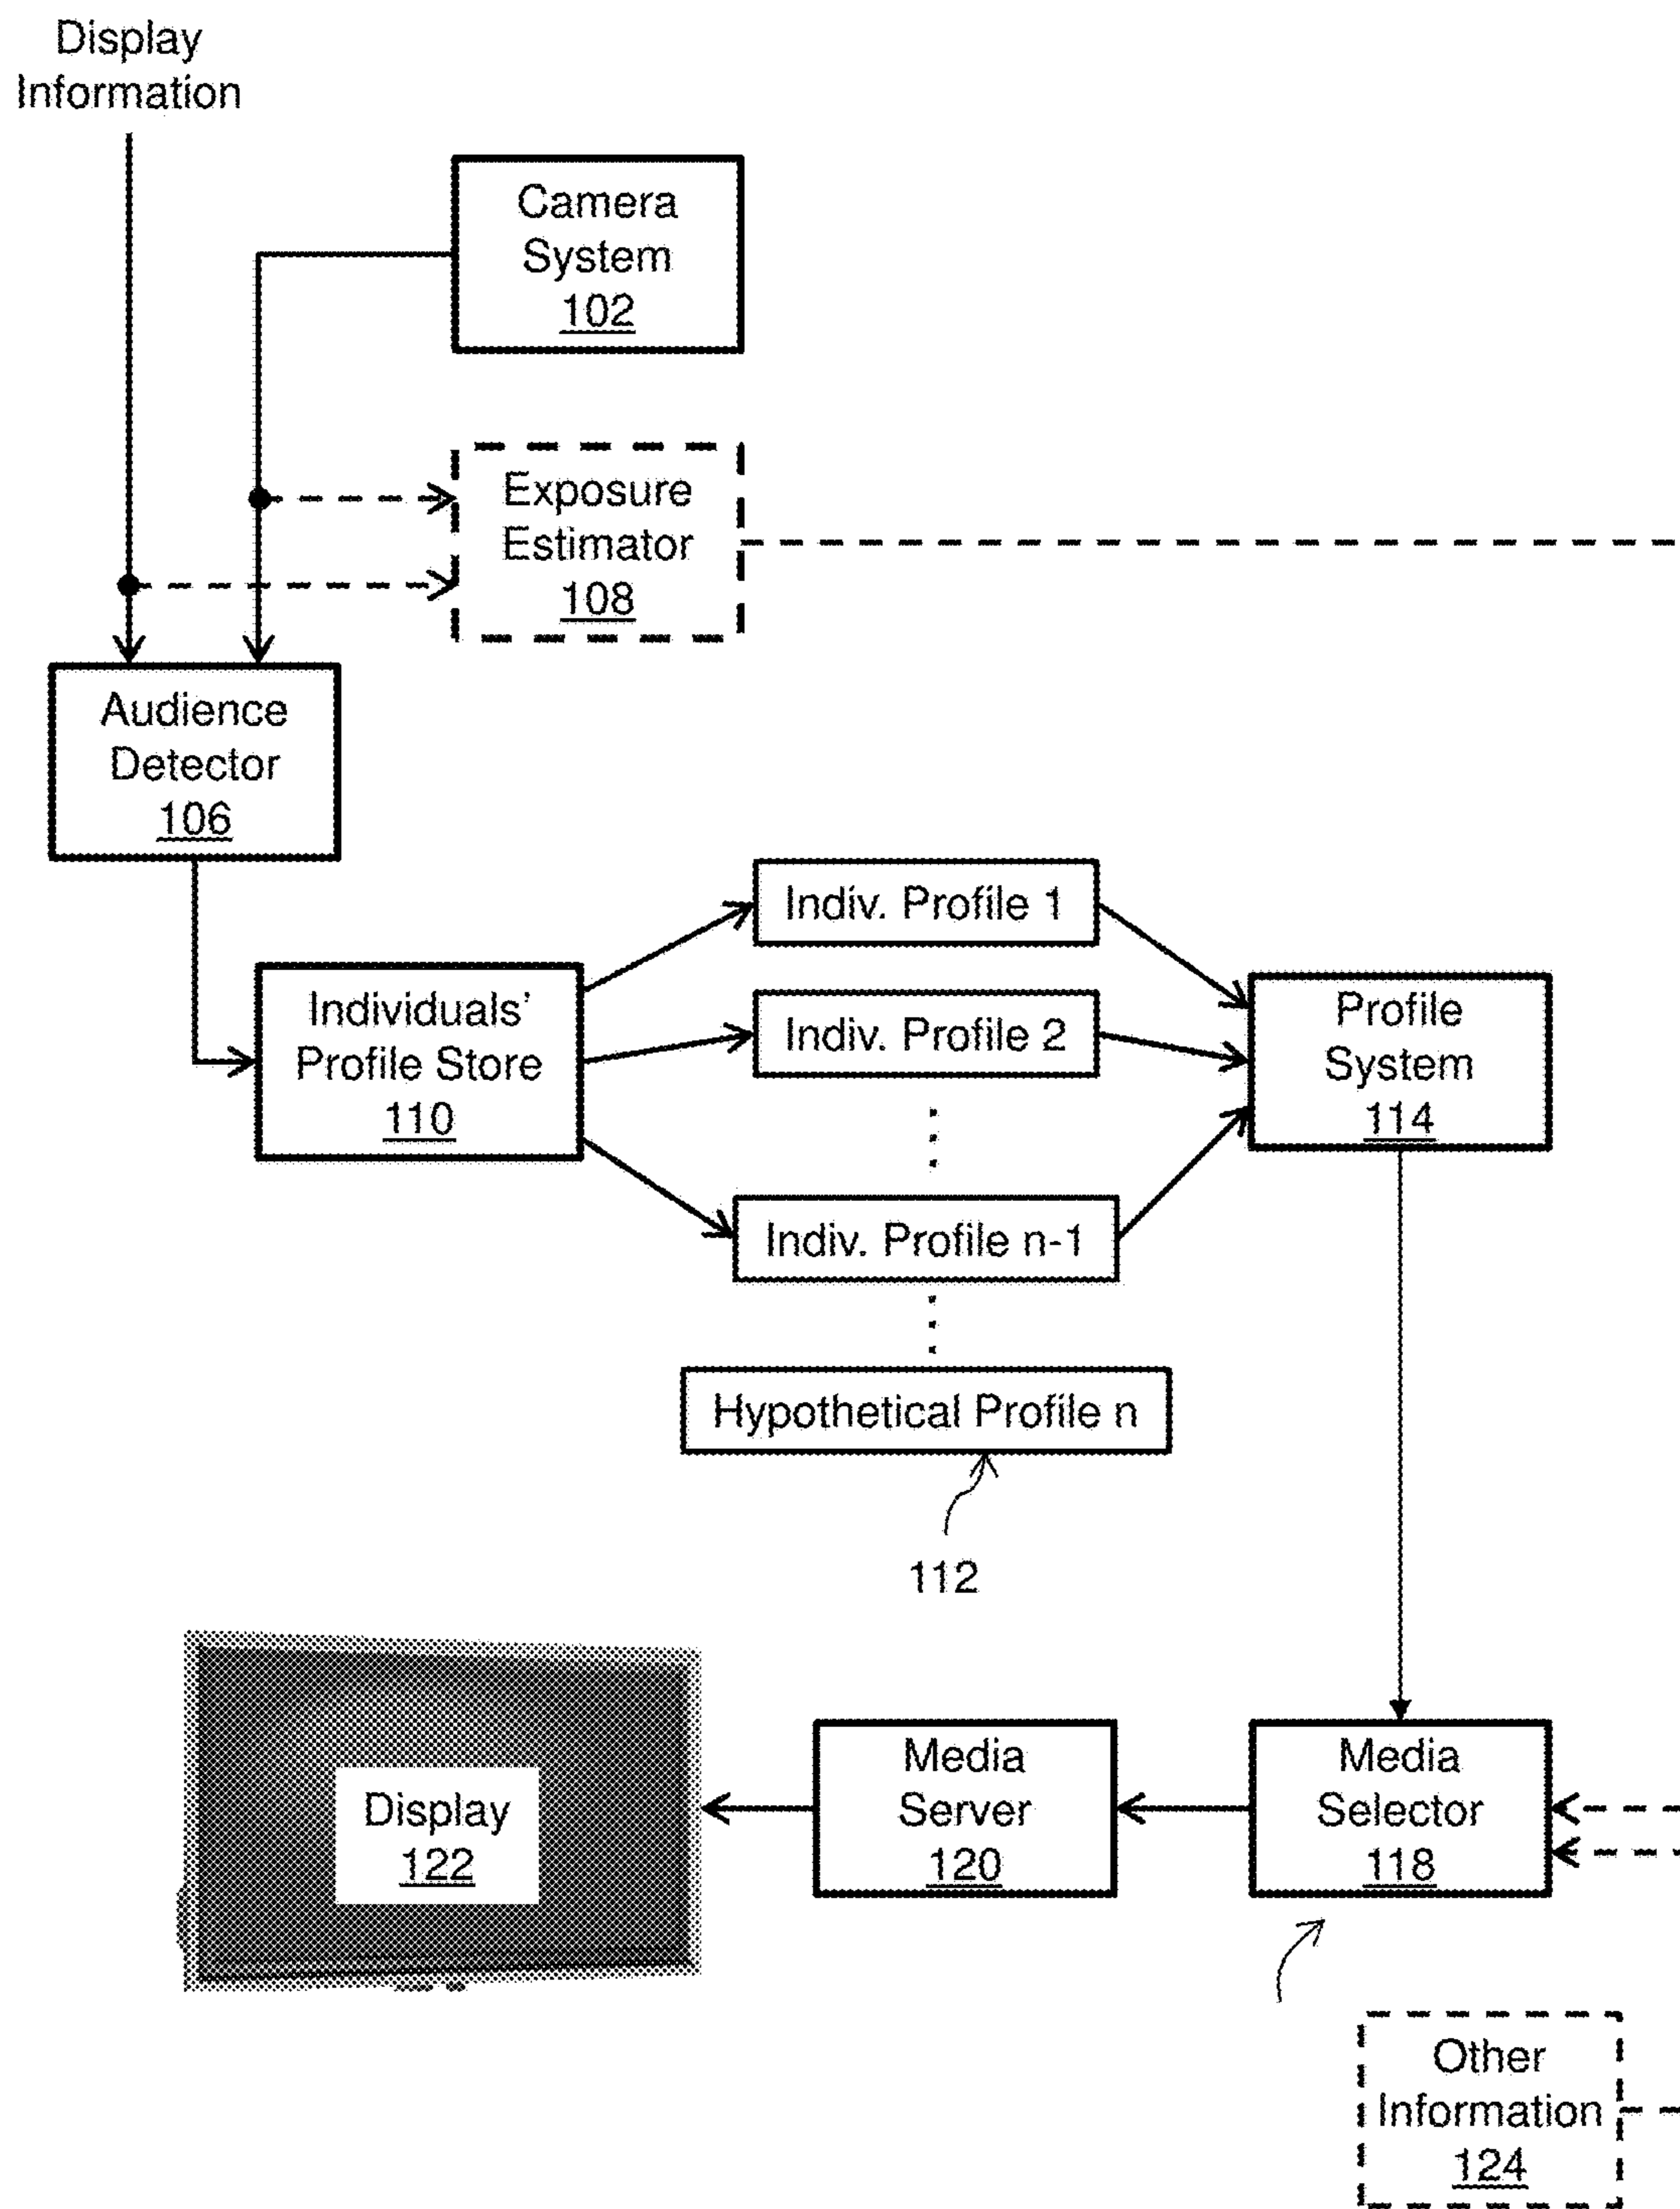 Display
Information
Camera
System
102
Exposure
Estimator
108
Audience
Detector
106
Indiv. Profile 1
Individuals’
Profile Store
110
Indiv. Profile 2
Profile
System
114
Indiv. Profile n-1
Hypothetical Profile n
112
Display
122
Media
Server
120
Media
Selector
118
Other
Information
124